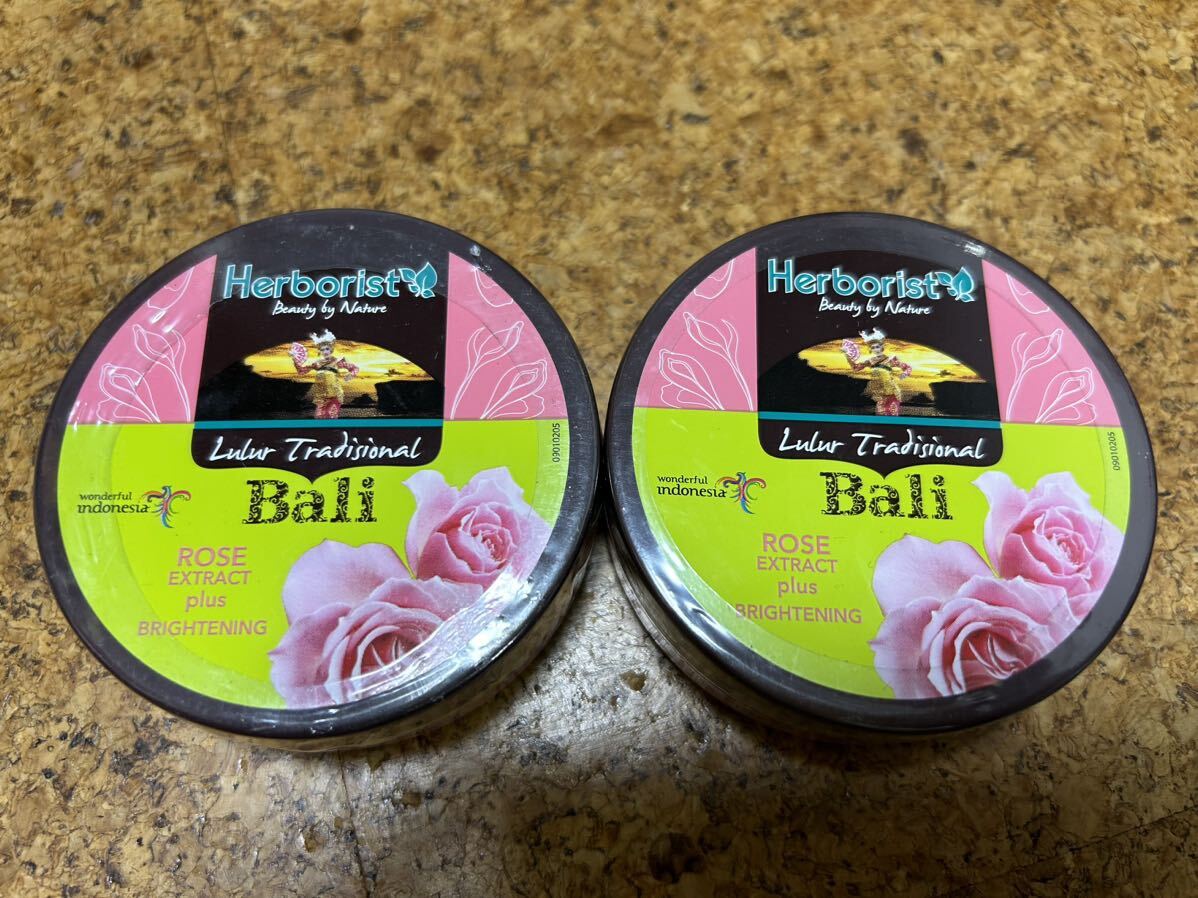 Herborist
Beauty by Nature
Lulur Tradisional
Bali
wonderful
indonesia
ROSE
EXTRACT
plus
BRIGHTENING
09010205
Herborist
Beauty by Nature
Lulur Tradisional
Bali
wonderful
indonesia
ROSE
EXTRACT
plus
BRIGHTENING
09010205